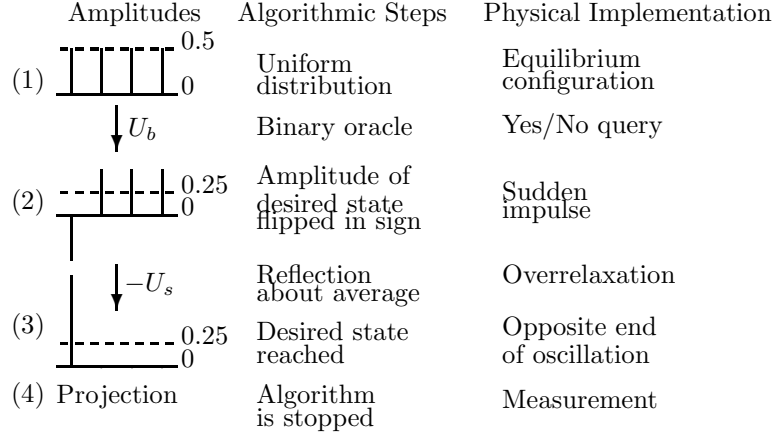 Amplitudes Algorithmic Steps Physical Implementation
0.5
(1) Uniform Equilibrium
distribution configuration
0
U_b Binary oracle Yes/No query
(2) Amplitude of Sudden
0.25 desired state impulse
0 flipped in sign
−U_s Reflection Overrelaxation
about average
(3) Desired state Opposite end
0.25 reached of oscillation
0
(4) Projection Algorithm Measurement
is stopped